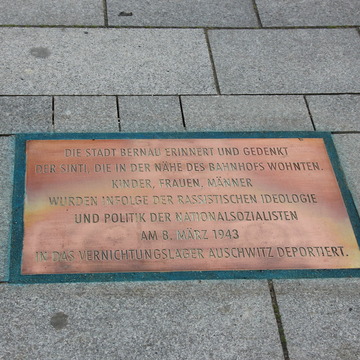 DIE STADT BERNAU ERINNERT UND GEDENKT
DER SINTI, DIE IN DER NÄHE DES BAHNHOFS WOHNTEN.
KINDER, FRAUEN, MÄNNER
WURDEN INFOLGE DER RASSISTISCHEN IDEOLOGIE
UND POLITIK DER NATIONALSOZIALISTEN
AM 8. MÄRZ 1943
IN DAS VERNICHTUNGSLAGER AUSCHWITZ DEPORTIERT.